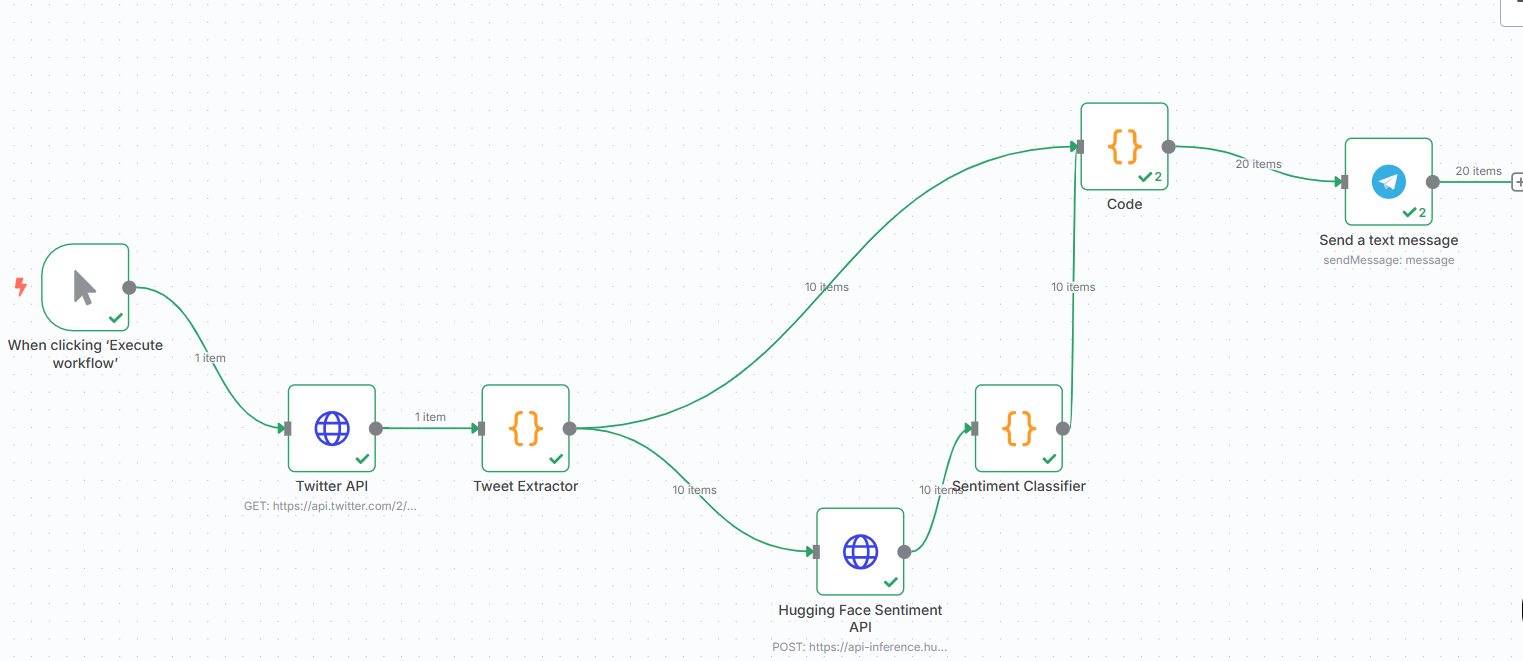 2
Code
20 items
2
20 items
Send a text message
sendMessage: message
10 items
10 items
When clicking ‘Execute
workflow’
1 item
1 item
Twitter API
GET: https://api.twitter.com/2/...
Tweet Extractor
10 items
10 items
Sentiment Classifier
Hugging Face Sentiment
API
POST: https://api-inference.hu...